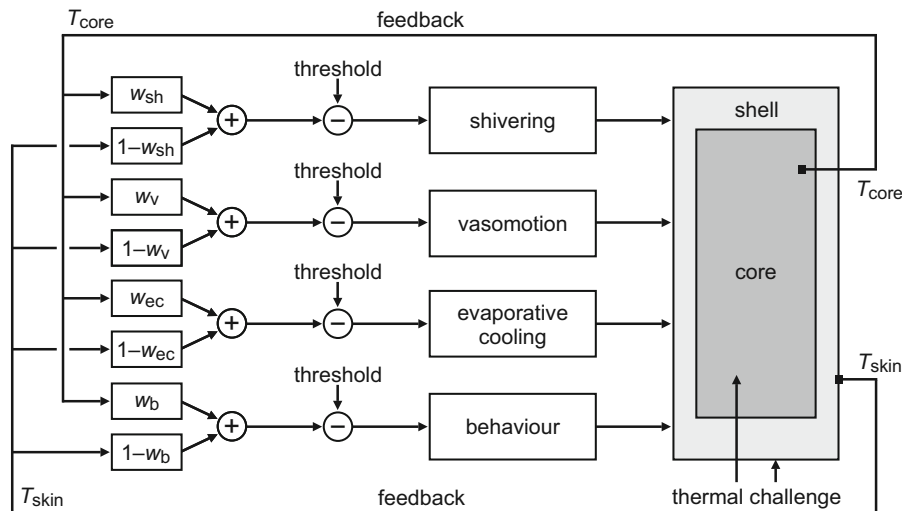 T_core
feedback
threshold
w_sh
shivering
shell
1–w_sh
threshold
T_core
w_v
vasomotion
1–w_v
core
threshold
w_ec
evaporative
cooling
1–w_ec
T_skin
threshold
w_b
behaviour
1–w_b
T_skin
feedback
thermal challenge